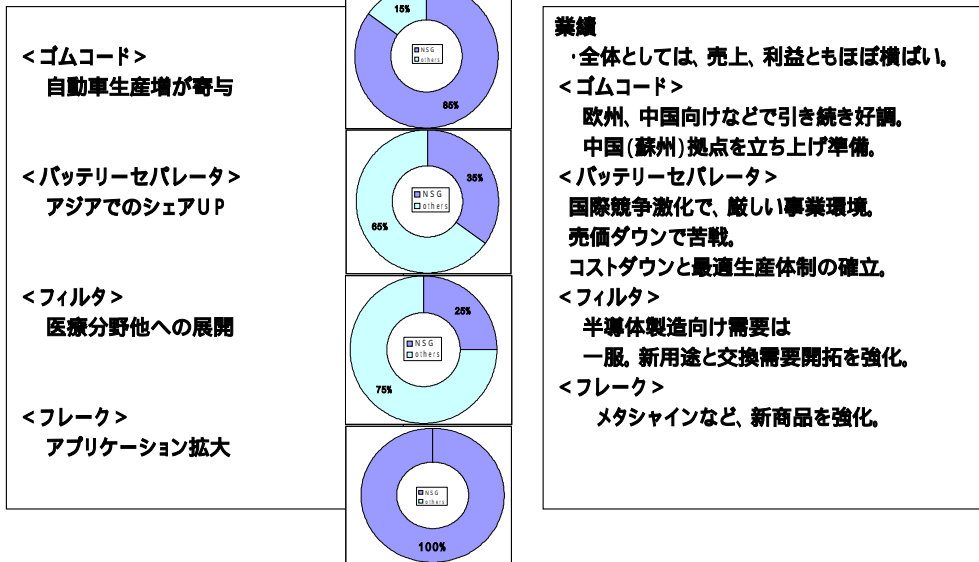 <ゴムコード>
自動車生産増が寄与
<バッテリーセパレータ>
アジアでのシェアUP
<フィルタ>
医療分野他への展開
<フレーク>
アプリケーション拡大
15%
NSG
others
85%
35%
NSG
others
65%
25%
NSG
others
75%
NSG
others
100%
業績
・全体としては、売上、利益ともほぼ横ばい。
<ゴムコード>
欧州、中国向けなどで引き続き好調。
中国(蘇州)拠点を立ち上げ準備。
<バッテリーセパレータ>
国際競争激化で、厳しい事業環境。
売価ダウンで苦戦。
コストダウンと最適生産体制の確立。
<フィルタ>
半導体製造向け需要は
一服。新用途と交換需要開拓を強化。
<フレーク>
メタシャインなど、新商品を強化。